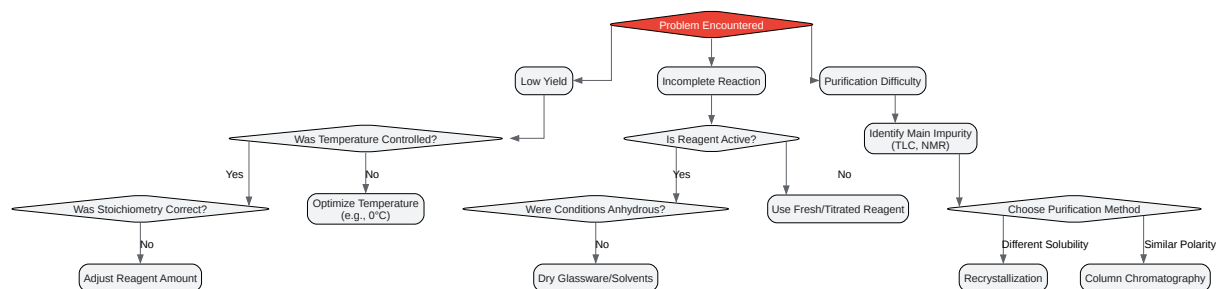 Problem Encountered
Low Yield
Incomplete Reaction
Purification Difficulty
Was Temperature Controlled?
Is Reagent Active?
Identify Main Impurity
(TLC, NMR)
Yes
No
Yes
No
Was Stoichiometry Correct?
Optimize Temperature
(e.g., 0°C)
Were Conditions Anhydrous?
Use Fresh/Titrated Reagent
Choose Purification Method
No
No
Different Solubility
Similar Polarity
Adjust Reagent Amount
Dry Glassware/Solvents
Recrystallization
Column Chromatography